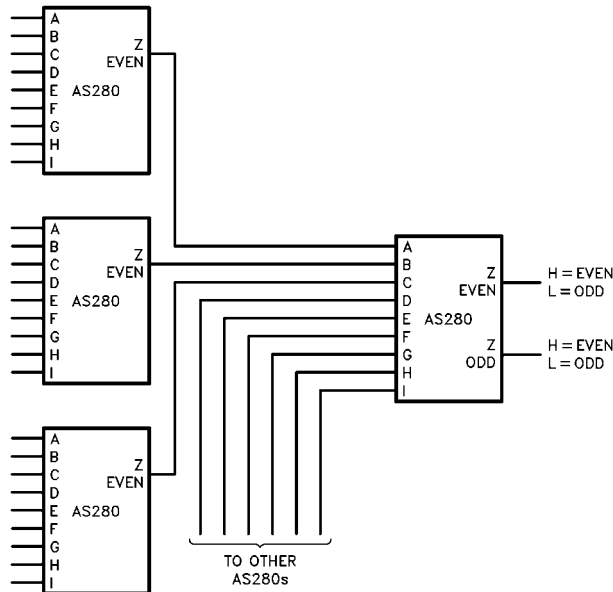 A
B
C
D
E
F
G
H
I
Z
EVEN
AS280
A
B
C
D
E
F
G
H
I
Z
EVEN
AS280
A
B
C
D
E
F
G
H
I
Z
EVEN
AS280
A
B
C
D
E
F
G
H
I
Z
EVEN
AS280
Z
ODD
H = EVEN
L = ODD
H = EVEN
L = ODD
TO OTHER
AS280s